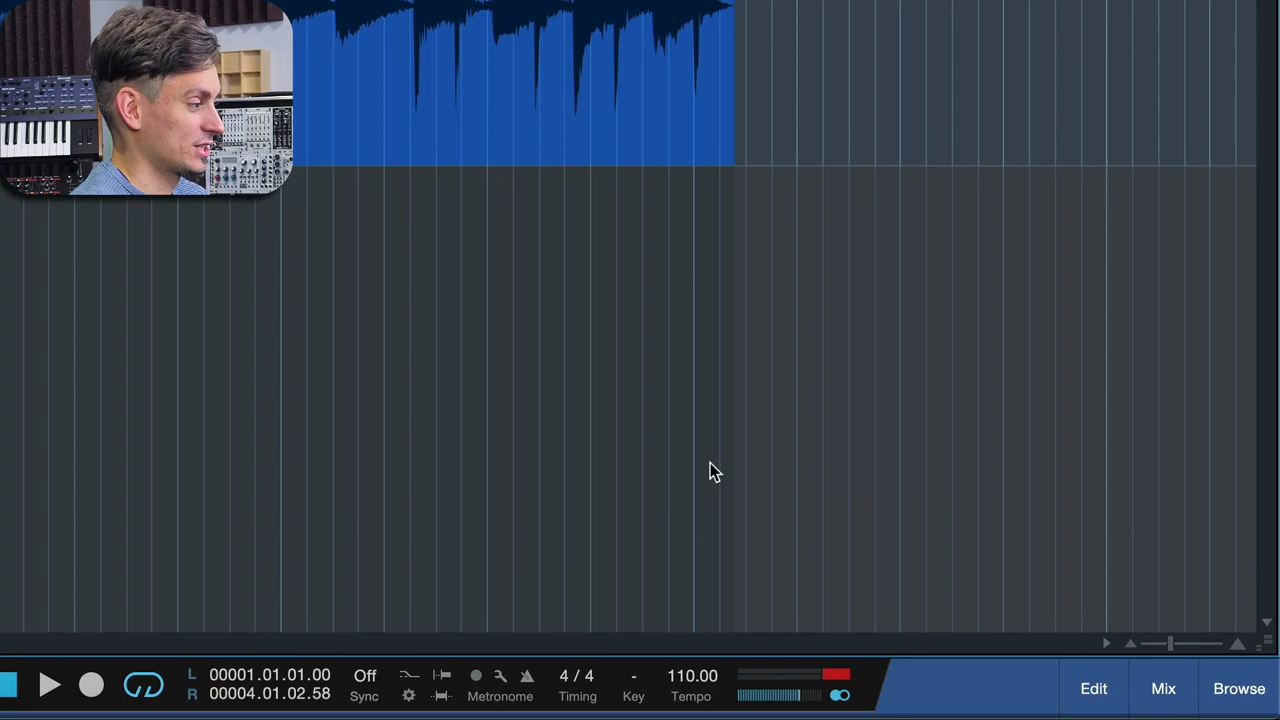 L 00001.01.01.00 Off 4 / 4 - 110.00 Edit Mix Browse
R 00004.01.02.58 Sync Metronome Timing Key Tempo